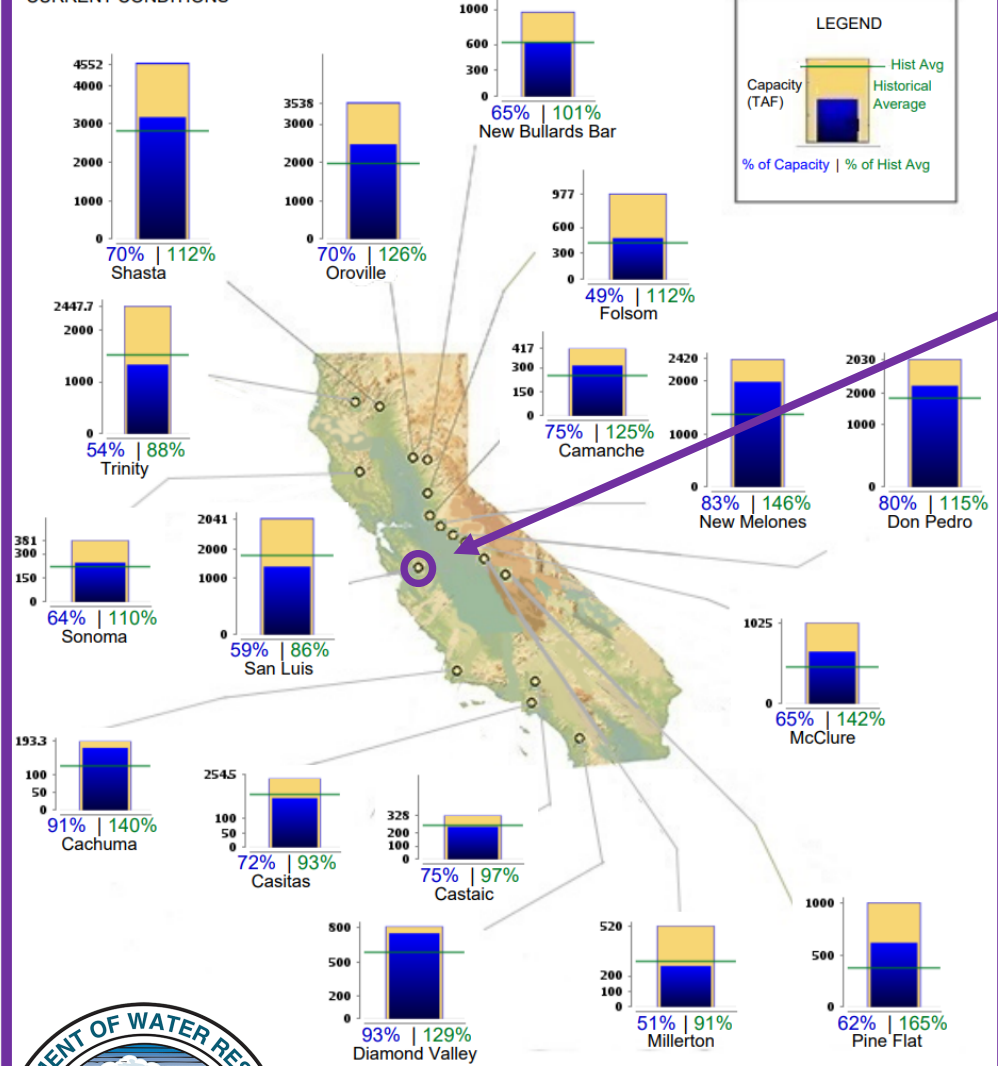 CURRENT CONDITIONS
1000
600
300
0
65% | 101%
New Bullards Bar
LEGEND
Hist Avg
Capacity
(TAF)
Historical
Average
% of Capacity | % of Hist Avg
4552
4000
3000
2000
1000
0
70% | 112%
Shasta
3538
3000
2000
1000
0
70% | 126%
Oroville
977
600
300
0
49% | 112%
Folsom
2447.7
2000
1000
0
54% | 88%
Trinity
417
300
150
0
75% | 125%
Camanche
2420
2000
1000
0
83% | 146%
New Melones
2030
2000
1000
0
80% | 115%
Don Pedro
381
300
150
0
64% | 110%
Sonoma
2041
2000
1000
0
59% | 86%
San Luis
1025
0
65% | 142%
McClure
193.3
100
50
0
91% | 140%
Cachuma
254.5
100
50
0
72% | 93%
Casitas
328
200
100
0
75% | 97%
Castaic
800
500
200
0
93% | 129%
Diamond Valley
520
200
100
0
51% | 91%
Millerton
1000
500
0
62% | 165%
Pine Flat
MENT OF WATER RES